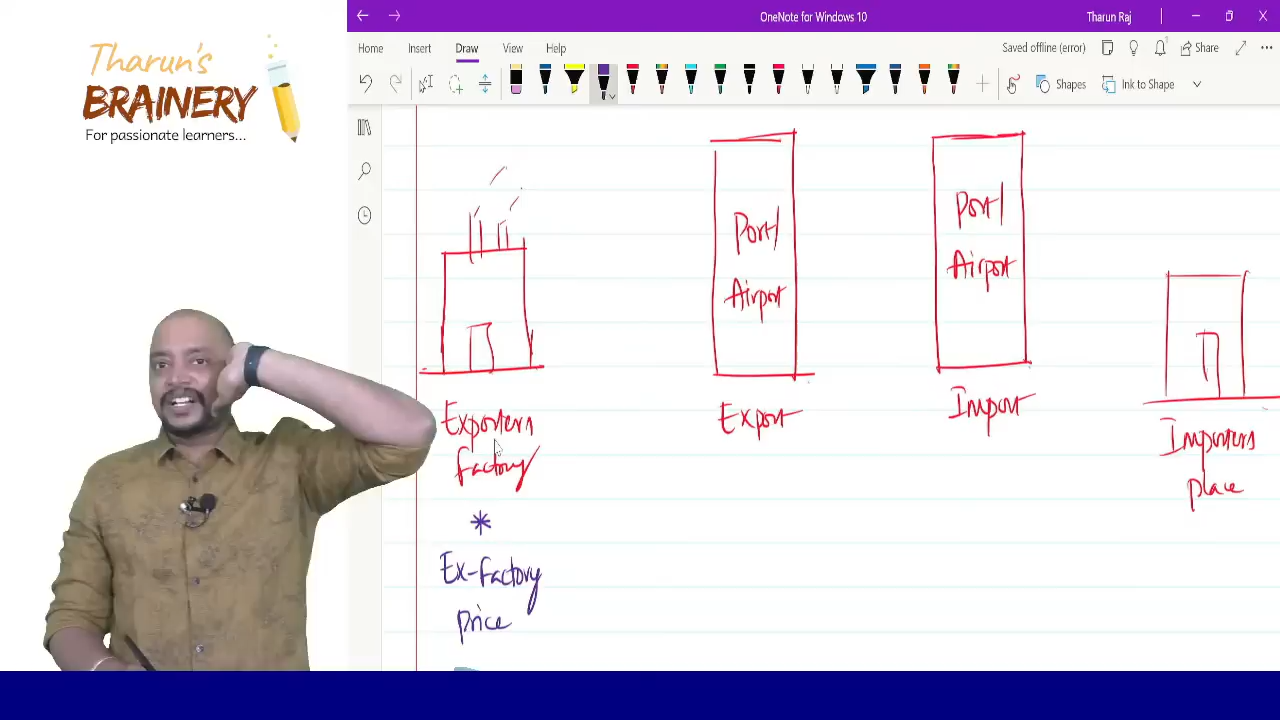 Tharun's
BRAINERY
For passionate learners...
OneNote for Windows 10
Tharun Raj
Home Insert Draw View Help
Saved offline (error)
Share
Shapes
Ink to Shape
Port/
Airport
Export
Port/
Airport
Import
Exporters
factory
Importers
place
*
Ex-factory
price